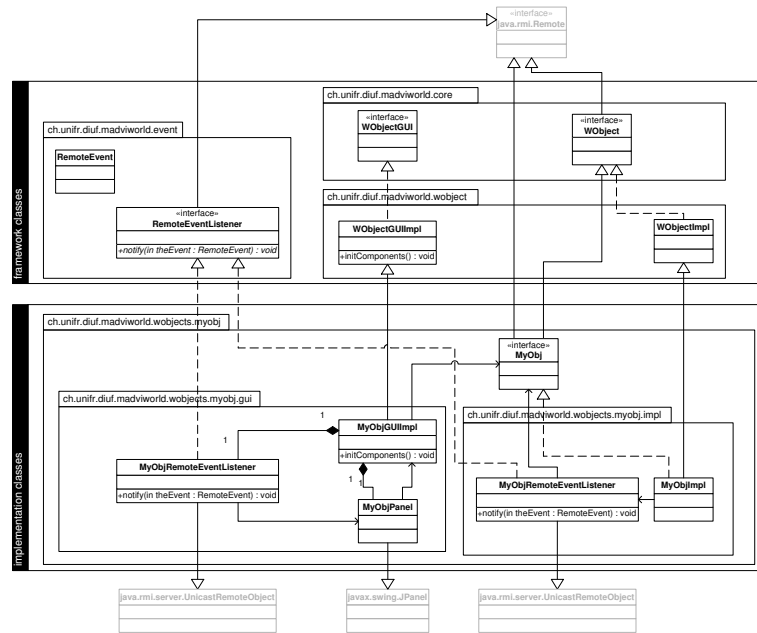 «interface»
java.rmi.Remote
framework classes
ch.unifr.diuf.madviworld.core
«interface»
WObjectGUI
«interface»
WObject
ch.unifr.diuf.madviworld.event
RemoteEvent
«interface»
RemoteEventListener
+notify(in theEvent : RemoteEvent) : void
ch.unifr.diuf.madviworld.wobject
WObjectGUIImpl
+initComponents() : void
WObjectImpl
implementation classes
ch.unifr.diuf.madviworld.wobjects.myobj
«interface»
MyObj
ch.unifr.diuf.madviworld.wobjects.myobj.gui
1
MyObjGUIImpl
+initComponents() : void
1
MyObjRemoteEventListener
+notify(in theEvent : RemoteEvent) : void
1
1
MyObjPanel
ch.unifr.diuf.madviworld.wobjects.myobj.impl
MyObjRemoteEventListener
+notify(in theEvent : RemoteEvent) : void
MyObjImpl
java.rmi.server.UnicastRemoteObject
javax.swing.JPanel
java.rmi.server.UnicastRemoteObject